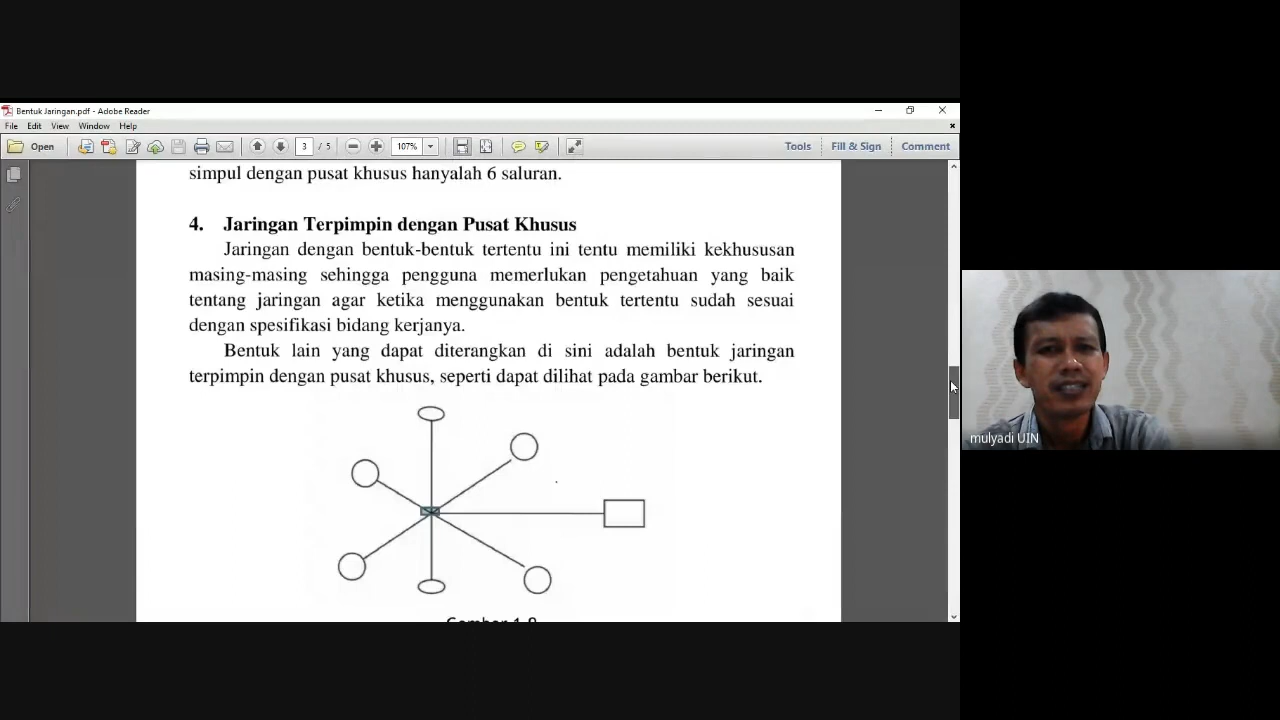 Bentuk Jaringan.pdf - Adobe Reader
File Edit View Window Help
Open 3 / 5 107% Tools Fill & Sign Comment
simpul dengan pusat khusus hanyalah 6 saluran.
4. Jaringan Terpimpin dengan Pusat Khusus
Jaringan dengan bentuk-bentuk tertentu ini tentu memiliki kekhususan
masing-masing sehingga pengguna memerlukan pengetahuan yang baik
tentang jaringan agar ketika menggunakan bentuk tertentu sudah sesuai
dengan spesifikasi bidang kerjanya.
Bentuk lain yang dapat diterangkan di sini adalah bentuk jaringan
terpimpin dengan pusat khusus, seperti dapat dilihat pada gambar berikut.
mulyadi UIN